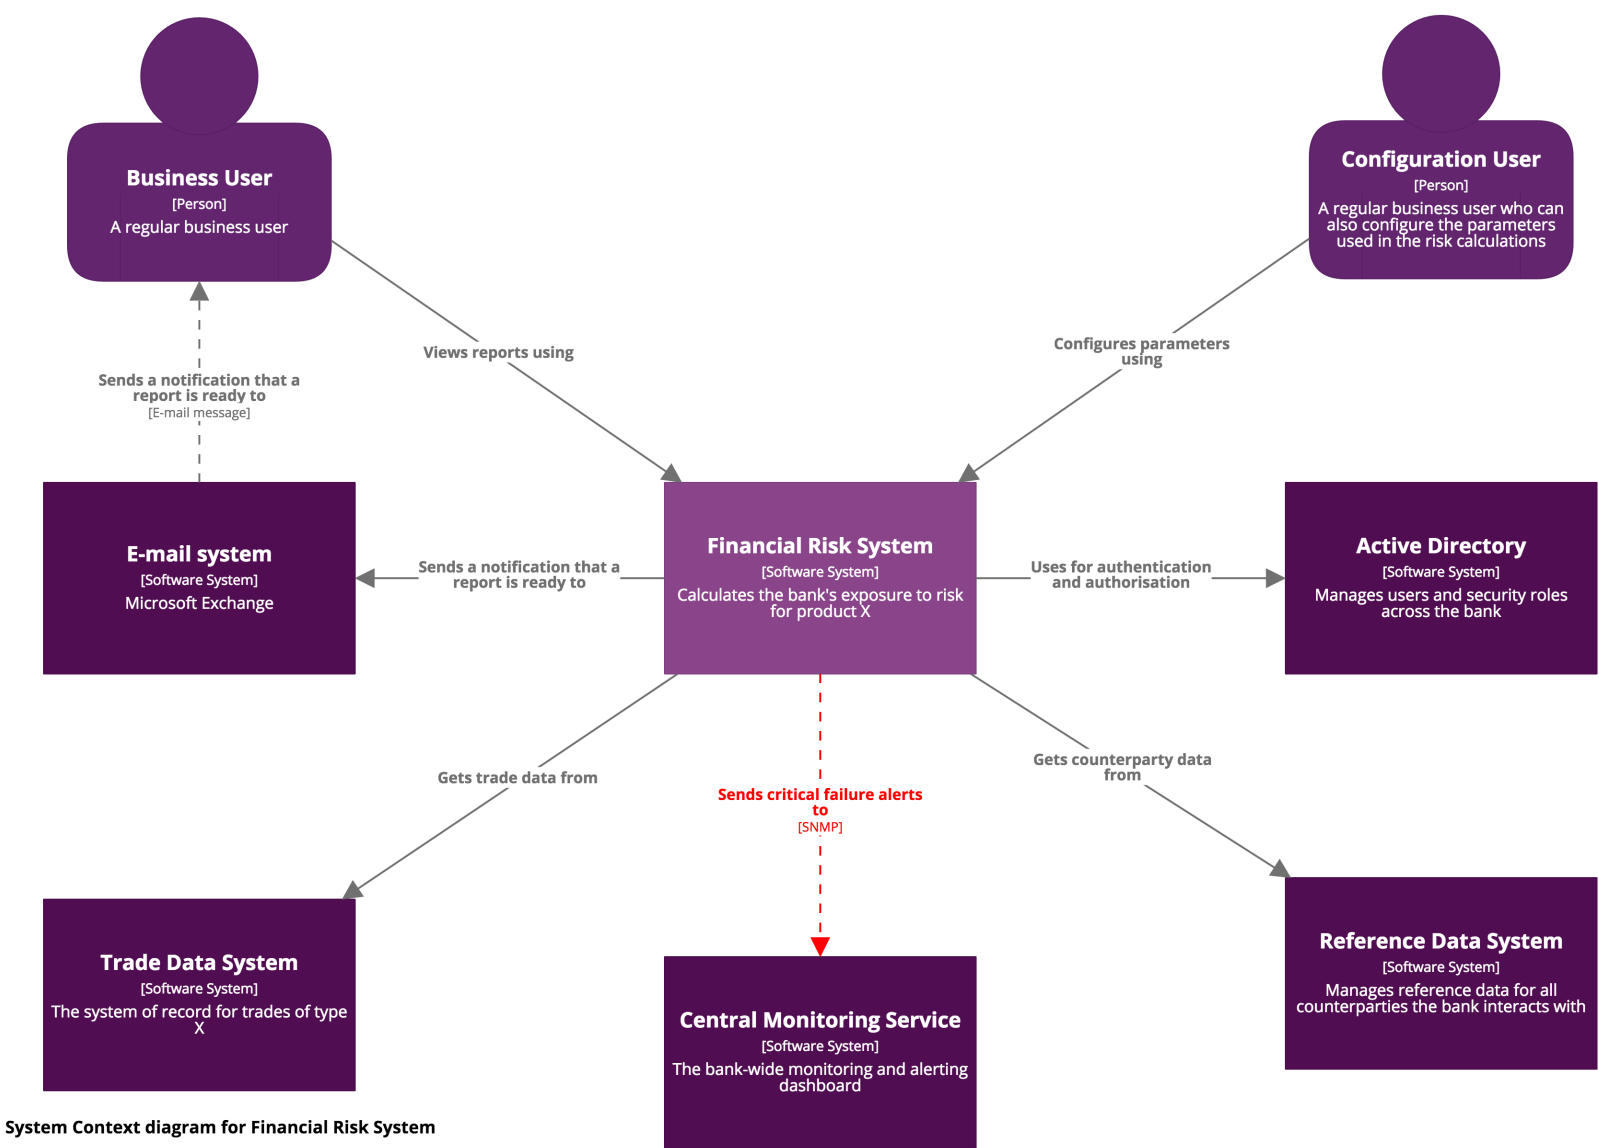 Business User
[Person]
A regular business user
Configuration User
[Person]
A regular business user who can
also configure the parameters
used in the risk calculations
Views reports using
Configures parameters
using
Sends a notification that a
report is ready to
[E-mail message]
E-mail system
[Software System]
Microsoft Exchange
Sends a notification that a
report is ready to
Financial Risk System
[Software System]
Calculates the bank's exposure to risk
for product X
Uses for authentication
and authorisation
Active Directory
[Software System]
Manages users and security roles
across the bank
Gets trade data from
Sends critical failure alerts
to
[SNMP]
Gets counterparty data
from
Trade Data System
[Software System]
The system of record for trades of type
X
Central Monitoring Service
[Software System]
The bank-wide monitoring and alerting
dashboard
Reference Data System
[Software System]
Manages reference data for all
counterparties the bank interacts with
System Context diagram for Financial Risk System